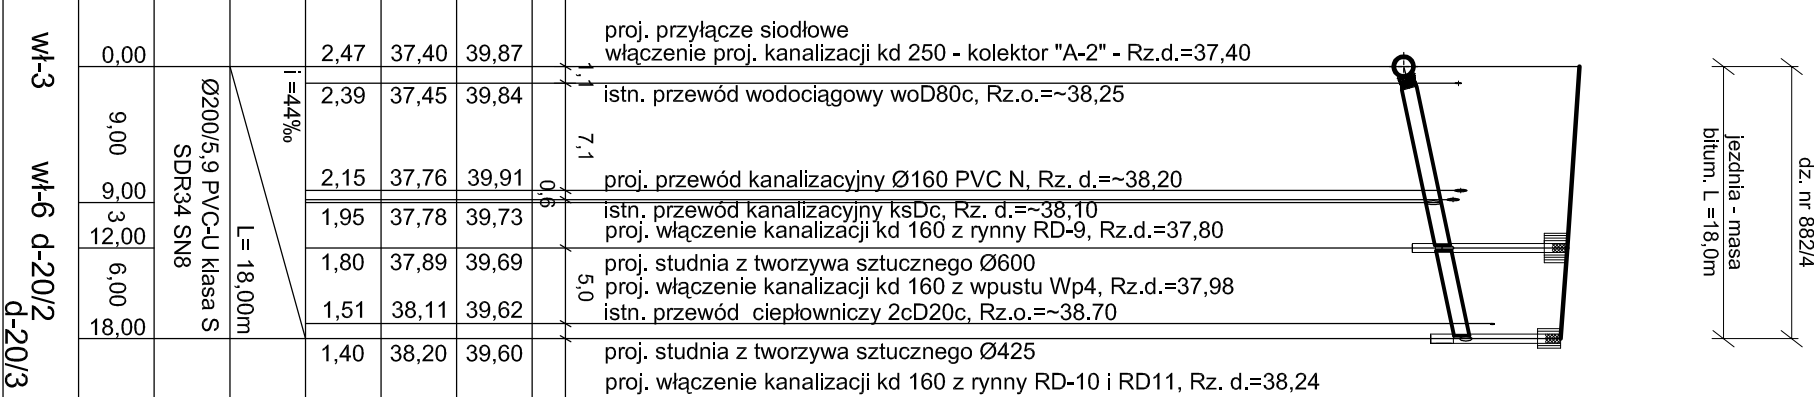 proj. przyłącze siodłowe
0,00 2,47 37,40 39,87 włączenie proj. kanalizacji kd 250 - kolektor "A-2" - Rz.d.=37,40
1,1
2,39 37,45 39,84 istn. przewód wodociągowy woD80c, Rz.o.=~38,25
7,1
2,15 37,76 39,91 proj. przewód kanalizacyjny Ø160 PVC N, Rz. d.=~38,20
9,00
0,6
istn. przewód kanalizacyjny ksDc, Rz. d.=~38,10
1,95 37,78 39,73
proj. włączenie kanalizacji kd 160 z rynny RD-9, Rz.d.=37,80
12,00
1,80 37,89 39,69 proj. studnia z tworzywa sztucznego Ø600
5,0
proj. włączenie kanalizacji kd 160 z wpustu Wp4, Rz.d.=37,98
1,51 38,11 39,62 istn. przewód ciepłowniczy 2cD20c, Rz.o.=~38.70
18,00
1,40 38,20 39,60 proj. studnia z tworzywa sztucznego Ø425
proj. włączenie kanalizacji kd 160 z rynny RD-10 i RD11, Rz. d.=38,24
wł-3 wł-6 d-20/2
d-20/3
9,00 3 6,00
Ø200/5,9 PVC-U klasa S
SDR34 SN8
L= 18,00m
i =44‰
dz. nr 882/4
jezdnia - masa
bitum. L =18,0m